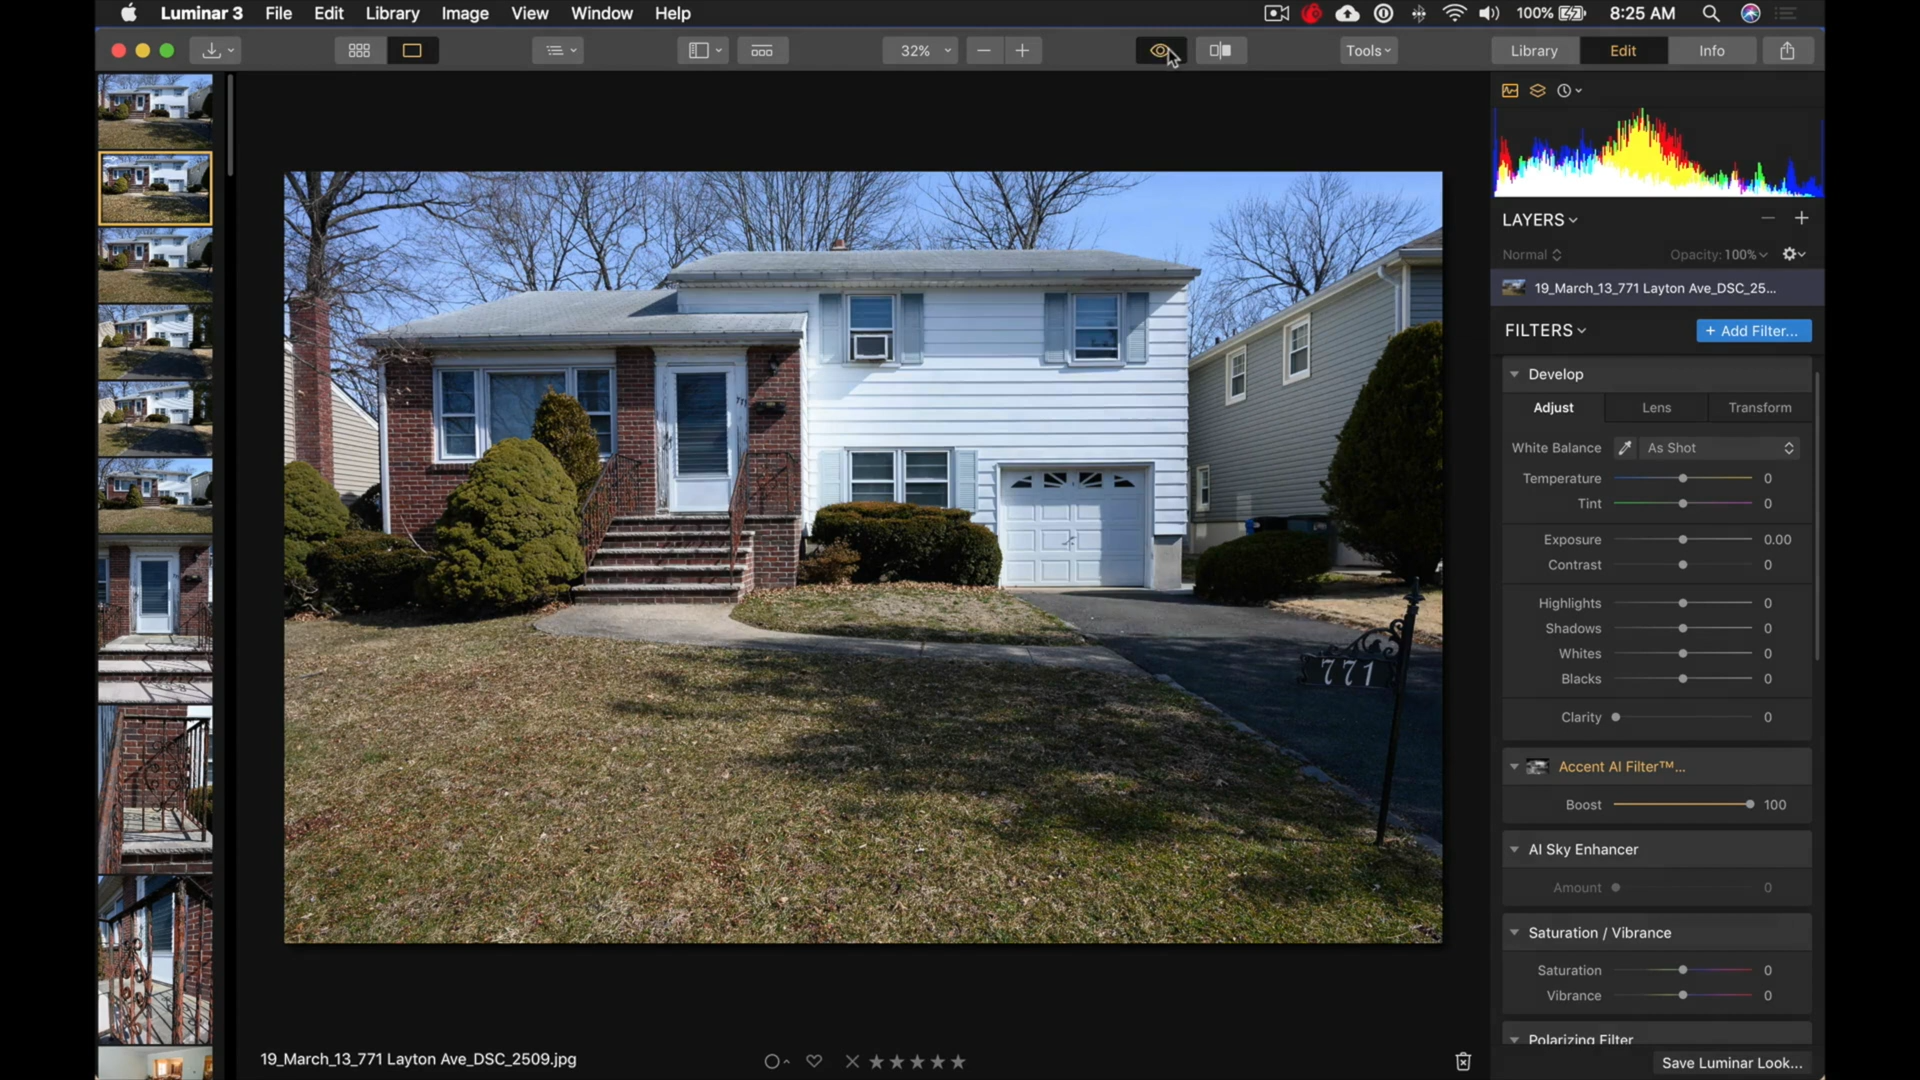 Luminar 3 File Edit Library Image View Window Help 100% 8:25 AM
32% Tools Library Edit Info
LAYERS
Normal Opacity: 100%
19_March_13_771 Layton Ave_DSC_25...
FILTERS + Add Filter...
Develop
Adjust Lens Transform
White Balance As Shot
Temperature 0
Tint 0
Exposure 0.00
Contrast 0
Highlights 0
Shadows 0
Whites 0
Blacks 0
Clarity 0
Accent AI Filter™...
Boost 100
AI Sky Enhancer
Amount 0
Saturation / Vibrance
Saturation 0
Vibrance 0
Polarizing Filter
Save Luminar Look...
771
771
19_March_13_771 Layton Ave_DSC_2509.jpg